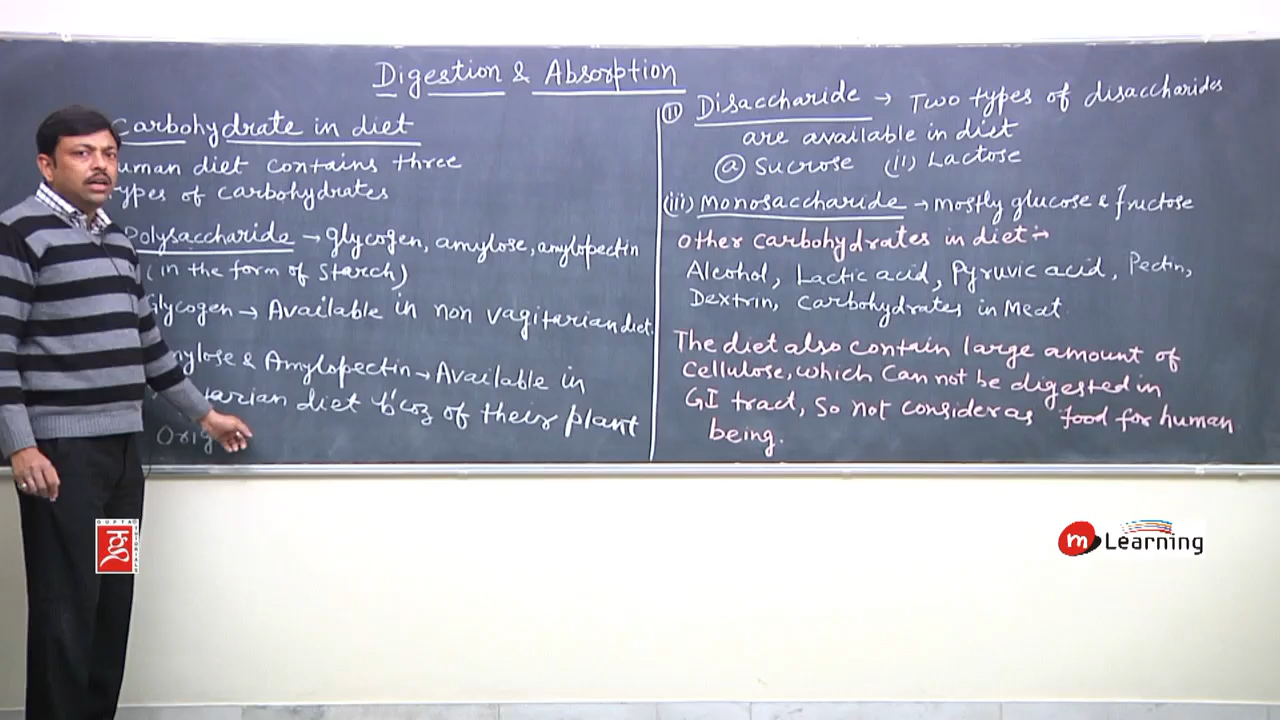 Digestion & Absorption
Carbohydrate in diet
uman diet contains three
ypes of carbohydrates
Polysaccharide → glycogen, amylose, amylopectin
(in the form of starch)
Glycogen → Available in non vagitarian diet.
mylose & Amylopectin → Available in
tarian diet b'coz of their plant
Orig
(ii) Disaccharide → Two types of disaccharides
are available in diet
(a) Sucrose (ii) Lactose
(iii) Monosaccharide → mostly glucose & fructose
Other carbohydrates in diet :→
Alcohol, Lactic acid, Pyruvic acid, Pectin,
Dextrin, Carbohydrates in Meat.
The diet also contain large amount of
cellulose, which can not be digested in
GI tract, So not consider as food for human
being.
GUPTA
TUTORIALS
m Learning